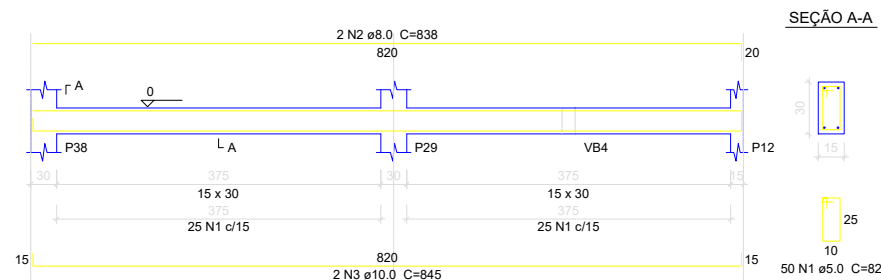 SEÇÃO A-A
2 N2 ø8.0 C=838
820
20
A
0
30
P38
A
P29
VB4
P12
15
30
375
30
375
15
15 x 30
15 x 30
375
375
25 N1 c/15
25 N1 c/15
25
10
50 N1 ø5.0 C=82
15
820
15
2 N3 ø10.0 C=845